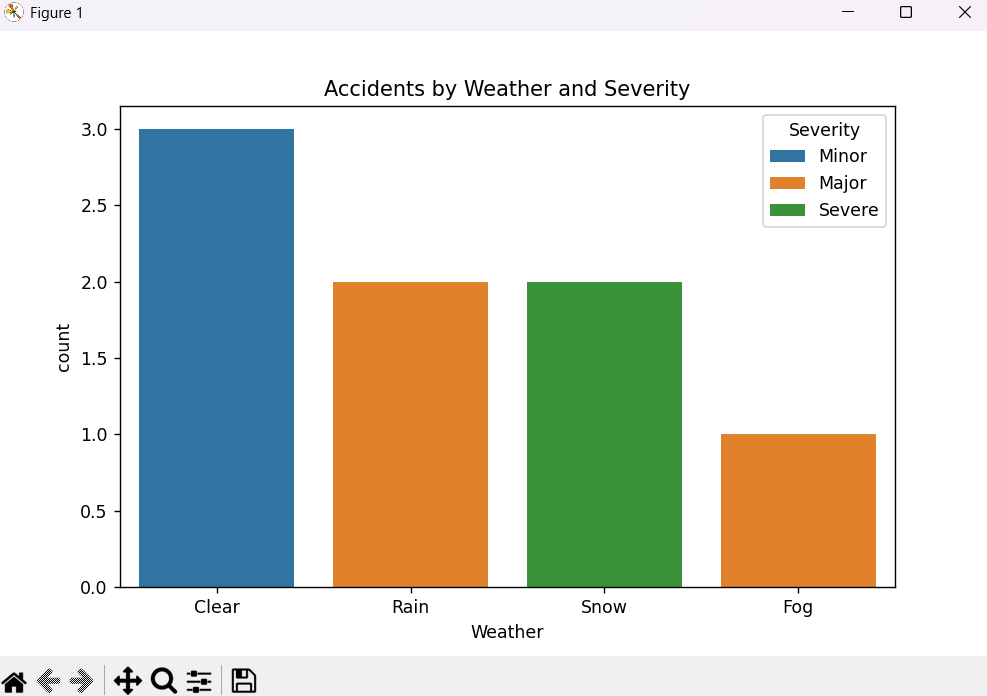 Figure 1
Accidents by Weather and Severity
3.0
2.5
2.0
1.5
1.0
0.5
0.0
count
Severity
Minor
Major
Severe
Clear Rain Snow Fog
Weather